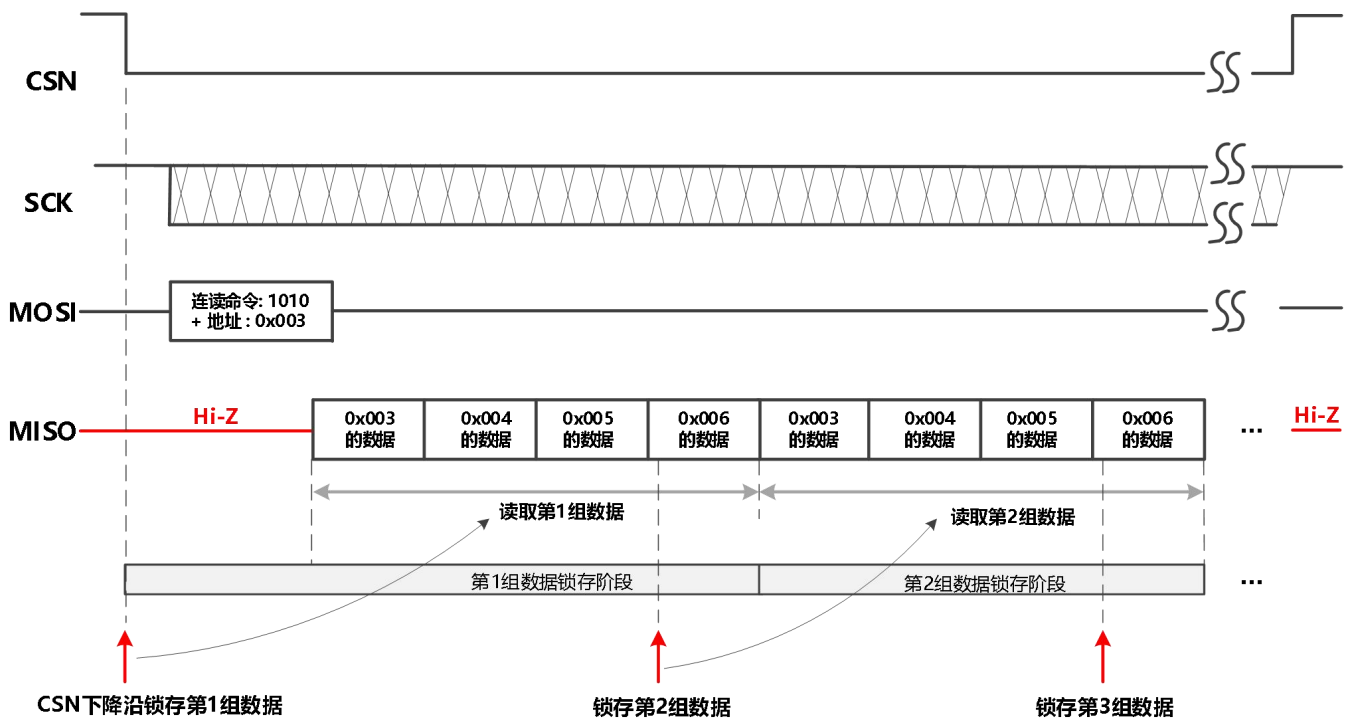 CSN
SCK
MOSI
连读命令: 1010
+ 地址 : 0x003
MISO
Hi-Z
0x003
的数据
0x004
的数据
0x005
的数据
0x006
的数据
0x003
的数据
0x004
的数据
0x005
的数据
0x006
的数据
...
Hi-Z
读取第1组数据
读取第2组数据
第1组数据锁存阶段
第2组数据锁存阶段
...
CSN下降沿锁存第1组数据
锁存第2组数据
锁存第3组数据